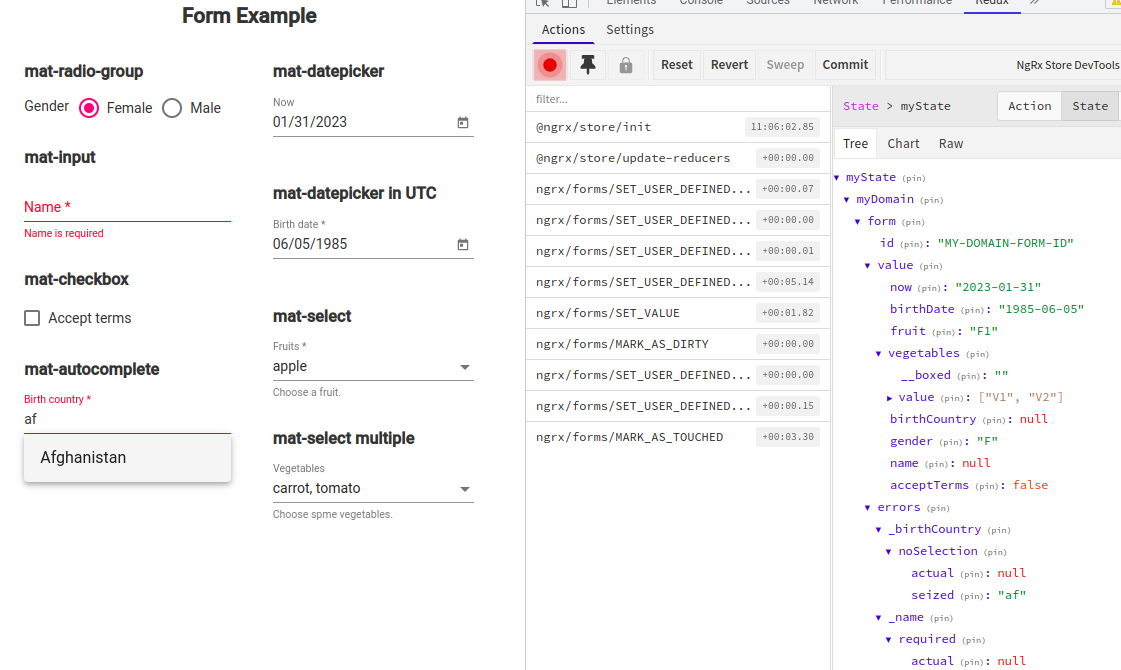 Form Example
mat-radio-group
Gender Female Male
mat-input
Name *
Name is required
mat-checkbox
Accept terms
mat-autocomplete
Birth country *
af
Afghanistan
mat-datepicker
Now
01/31/2023
mat-datepicker in UTC
Birth date *
06/05/1985
mat-select
Fruits *
apple
Choose a fruit.
mat-select multiple
Vegetables
carrot, tomato
Choose spme vegetables.
Elements Console Sources Network Performance Redux »
Actions Settings
Reset Revert Sweep Commit NgRx Store DevTools
filter...
@ngrx/store/init 11:06:02.85
@ngrx/store/update-reducers +00:00.00
ngrx/forms/SET_USER_DEFINED... +00:00.07
ngrx/forms/SET_USER_DEFINED... +00:00.00
ngrx/forms/SET_USER_DEFINED... +00:00.01
ngrx/forms/SET_USER_DEFINED... +00:05.14
ngrx/forms/SET_VALUE +00:01.82
ngrx/forms/MARK_AS_DIRTY +00:00.00
ngrx/forms/SET_USER_DEFINED... +00:00.00
ngrx/forms/SET_USER_DEFINED... +00:00.15
ngrx/forms/MARK_AS_TOUCHED +00:03.30
State > myState Action State
Tree Chart Raw
myState (pin)
myDomain (pin)
form (pin)
id (pin): "MY-DOMAIN-FORM-ID"
value (pin)
now (pin): "2023-01-31"
birthDate (pin): "1985-06-05"
fruit (pin): "F1"
vegetables (pin)
__boxed (pin): ""
value (pin): ["V1", "V2"]
birthCountry (pin): null
gender (pin): "F"
name (pin): null
acceptTerms (pin): false
errors (pin)
_birthCountry (pin)
noSelection (pin)
actual (pin): null
seized (pin): "af"
_name (pin)
required (pin)
actual (pin): null